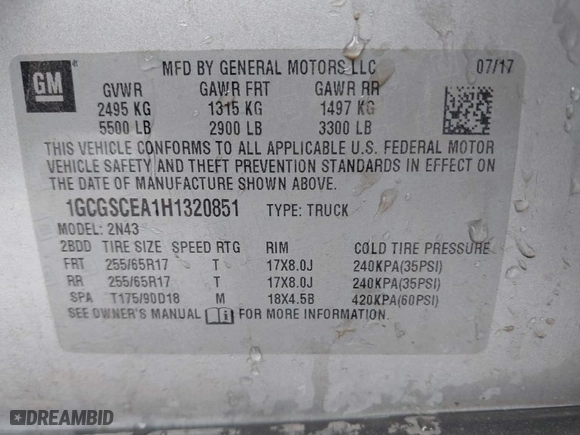 GM
MFD BY GENERAL MOTORS LLC 07/17
GVWR GAWR FRT GAWR RR
2495 KG 1315 KG 1497 KG
5500 LB 2900 LB 3300 LB
THIS VEHICLE CONFORMS TO ALL APPLICABLE U.S. FEDERAL MOTOR
VEHICLE SAFETY AND THEFT PREVENTION STANDARDS IN EFFECT ON
THE DATE OF MANUFACTURE SHOWN ABOVE.
1GCGSCEA1H1320851 TYPE: TRUCK
MODEL: 2N43
2BDD TIRE SIZE SPEED RTG RIM COLD TIRE PRESSURE
FRT 255/65R17 T 17X8.0J 240KPA(35PSI)
RR 255/65R17 T 17X8.0J 240KPA(35PSI)
SPA T175/90D18 M 18X4.5B 420KPA(60PSI)
SEE OWNER'S MANUAL FOR MORE INFORMATION.
DREAMBID